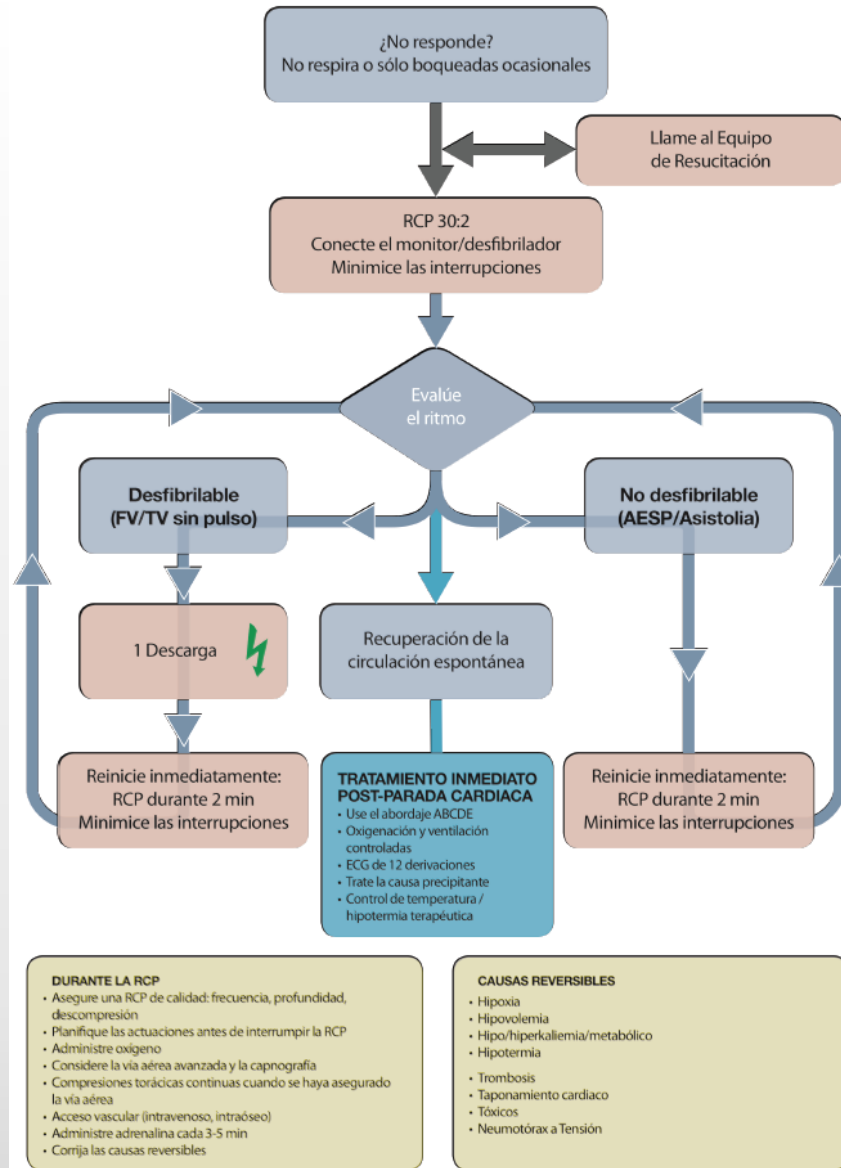 ¿No responde?
No respira o sólo boqueadas ocasionales
Llame al Equipo
de Resucitación
RCP 30:2
Conecte el monitor/desfibrilador
Minimice las interrupciones
Evalúe
el ritmo
Desfibrilable
(FV/TV sin pulso)
No desfibrilable
(AESP/Asistolia)
1 Descarga
Recuperación de la
circulación espontánea
Reinicie inmediatamente:
RCP durante 2 min
Minimice las interrupciones
TRATAMIENTO INMEDIATO
POST-PARADA CARDIACA
• Use el abordaje ABCDE
• Oxigenación y ventilación
controladas
• ECG de 12 derivaciones
• Trate la causa precipitante
• Control de temperatura /
hipotermia terapéutica
Reinicie inmediatamente:
RCP durante 2 min
Minimice las interrupciones
DURANTE LA RCP
• Asegure una RCP de calidad: frecuencia, profundidad,
descompresión
• Planifique las actuaciones antes de interrumpir la RCP
• Administre oxígeno
• Considere la vía aérea avanzada y la capnografía
• Compresiones torácicas continuas cuando se haya asegurado
la vía aérea
• Acceso vascular (intravenoso, intraóseo)
• Administre adrenalina cada 3-5 min
• Corrija las causas reversibles
CAUSAS REVERSIBLES
• Hipoxia
• Hipovolemia
• Hipo/hiperkaliemia/metabólico
• Hipotermia
• Trombosis
• Taponamiento cardiaco
• Tóxicos
• Neumotórax a Tensión